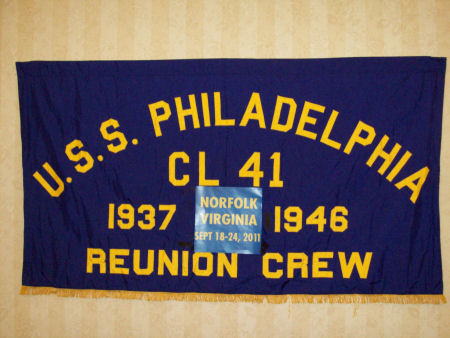 U.S.S. PHILADELPHIA
CL 41
1937 1946
NORFOLK
VIRGINIA
SEPT 18-24, 2011
REUNION CREW